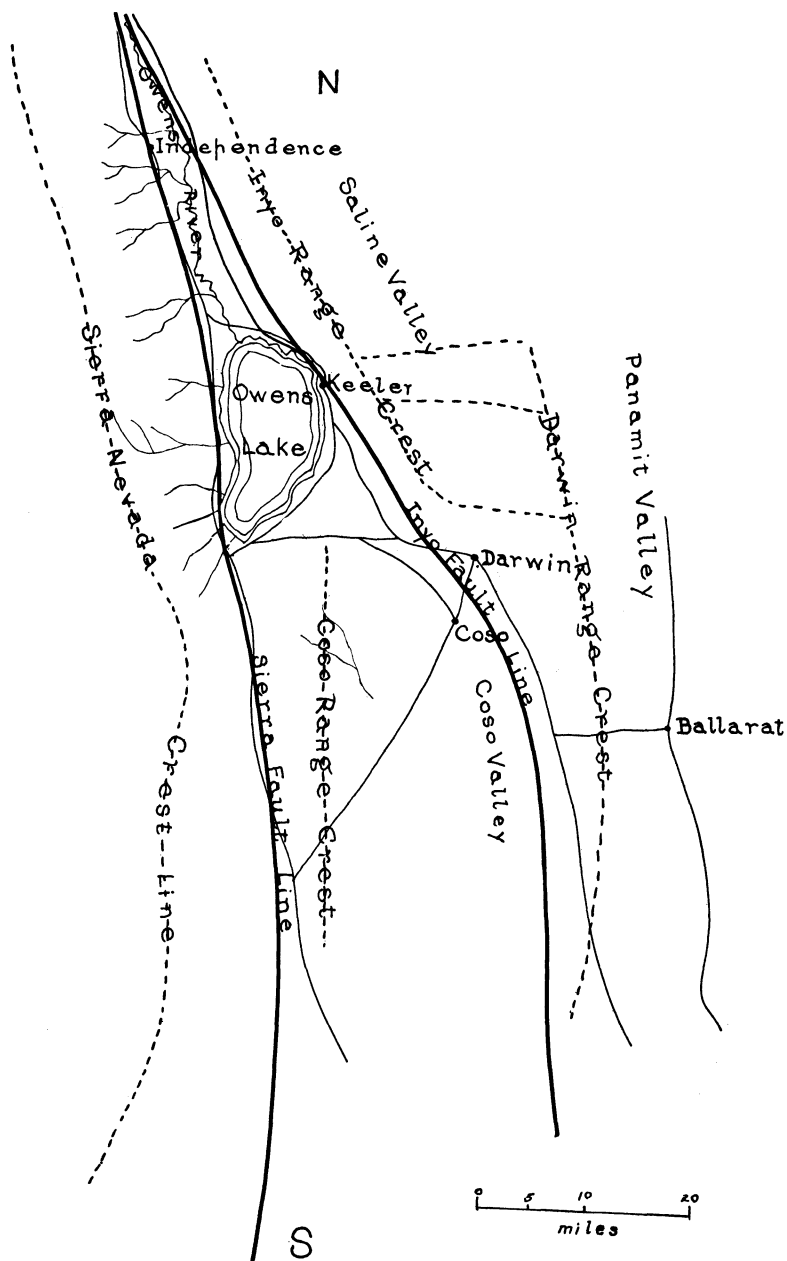 N
Owens
River
Independence
Inyo Range
Crest
Saline Valley
Sierra Nevada
Crest Line
Owens
Lake
Keeler
Panamit Valley
Darwin Range Crest
Inyo Fault
Line
Darwin
Coso
Coso Range Crest
Sierra Fault
Line
Coso Valley
Ballarat
0 5 10 20
miles
S